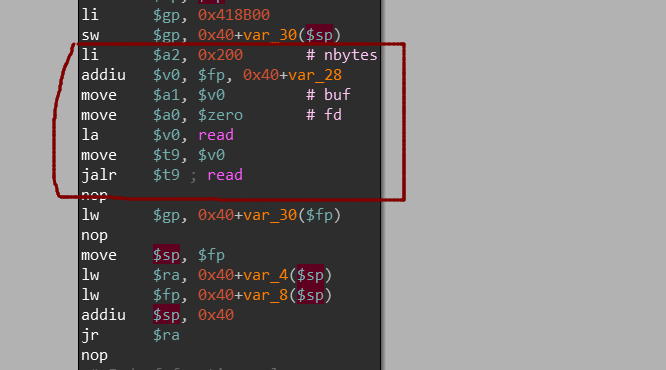 li $gp, 0x418B00
sw $gp, 0x40+var_30($sp)
li $a2, 0x200 # nbytes
addiu $v0, $fp, 0x40+var_28
move $a1, $v0 # buf
move $a0, $zero # fd
la $v0, read
move $t9, $v0
jalr $t9 ; read
nop
lw $gp, 0x40+var_30($fp)
nop
move $sp, $fp
lw $ra, 0x40+var_4($sp)
lw $fp, 0x40+var_8($sp)
addiu $sp, 0x40
jr $ra
nop